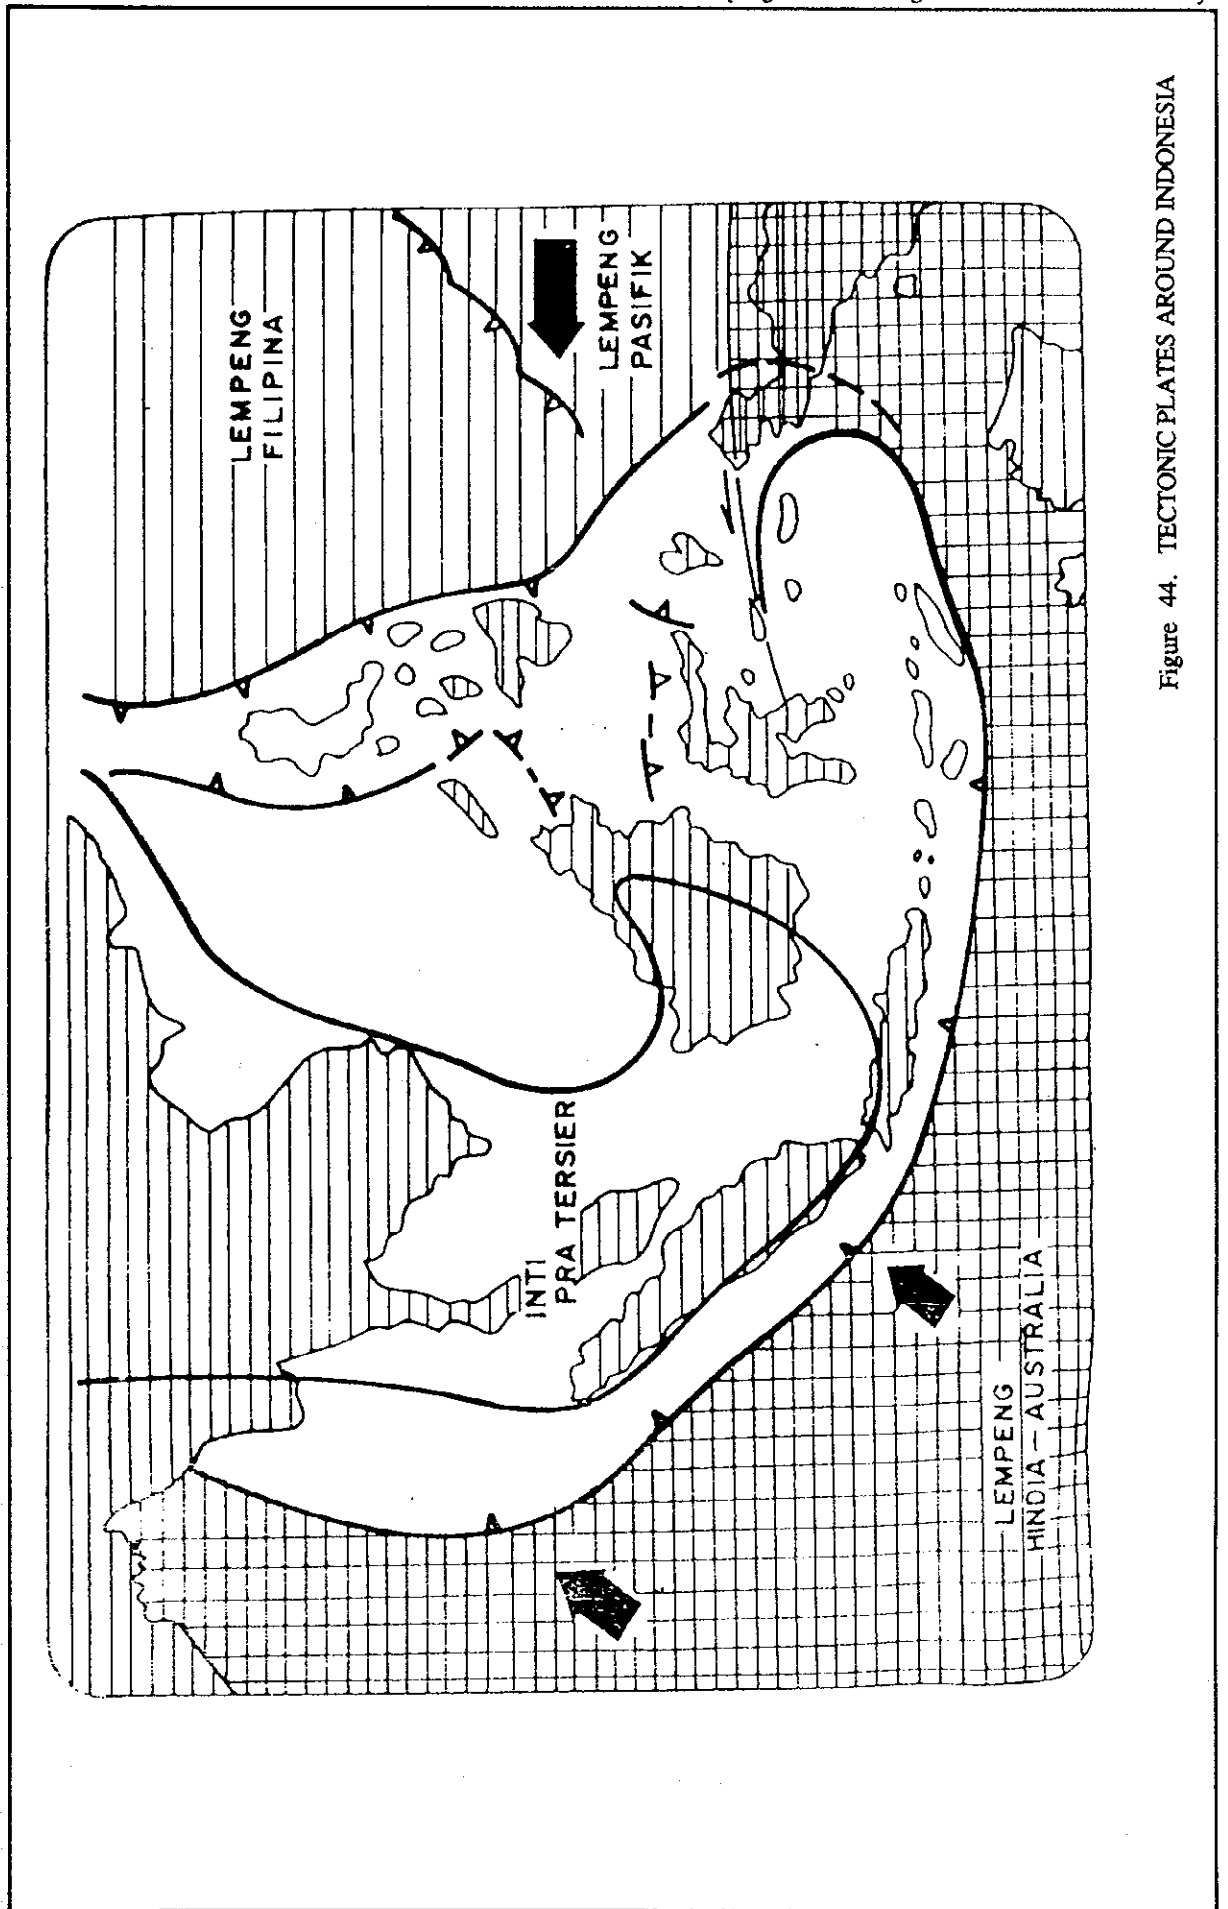 LEMPENG
FILIPINA
LEMPENG
PASIFIK
INTI
PRA TERSIER
LEMPENG
HINDIA – AUSTRALIA
Figure 44. TECTONIC PLATES AROUND INDONESIA